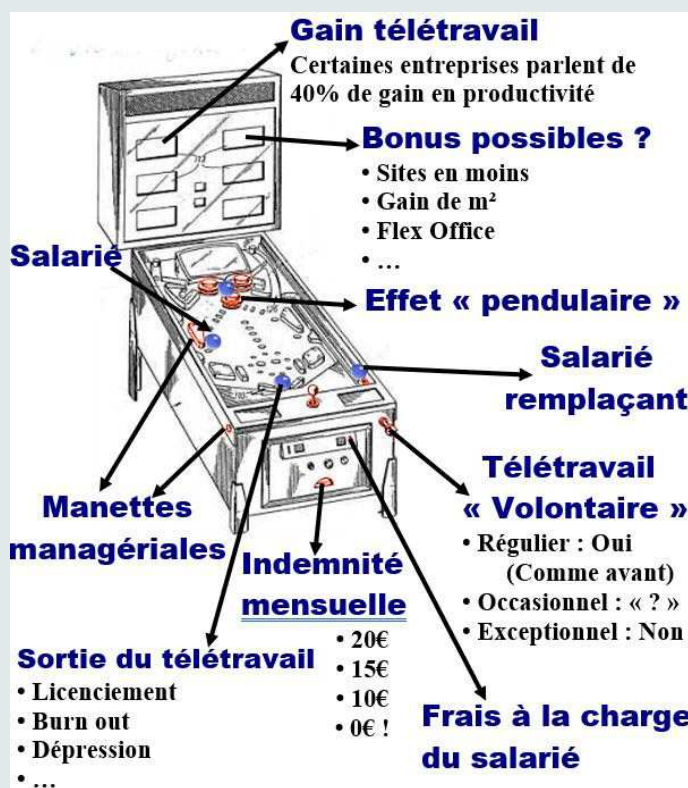 Gain télétravail
Certaines entreprises parlent de
40% de gain en productivité
Bonus possibles ?
• Sites en moins
• Gain de m²
• Flex Office
• …
Salarié
Effet « pendulaire »
Salarié
remplaçant
Télétravail
« Volontaire »
• Régulier : Oui
(Comme avant)
• Occasionnel : « ? »
• Exceptionnel : Non
Manettes
managériales
Indemnité
mensuelle
• 20€
• 15€
• 10€
• 0€ !
Sortie du télétravail
• Licenciement
• Burn out
• Dépression
• …
Frais à la charge
du salarié